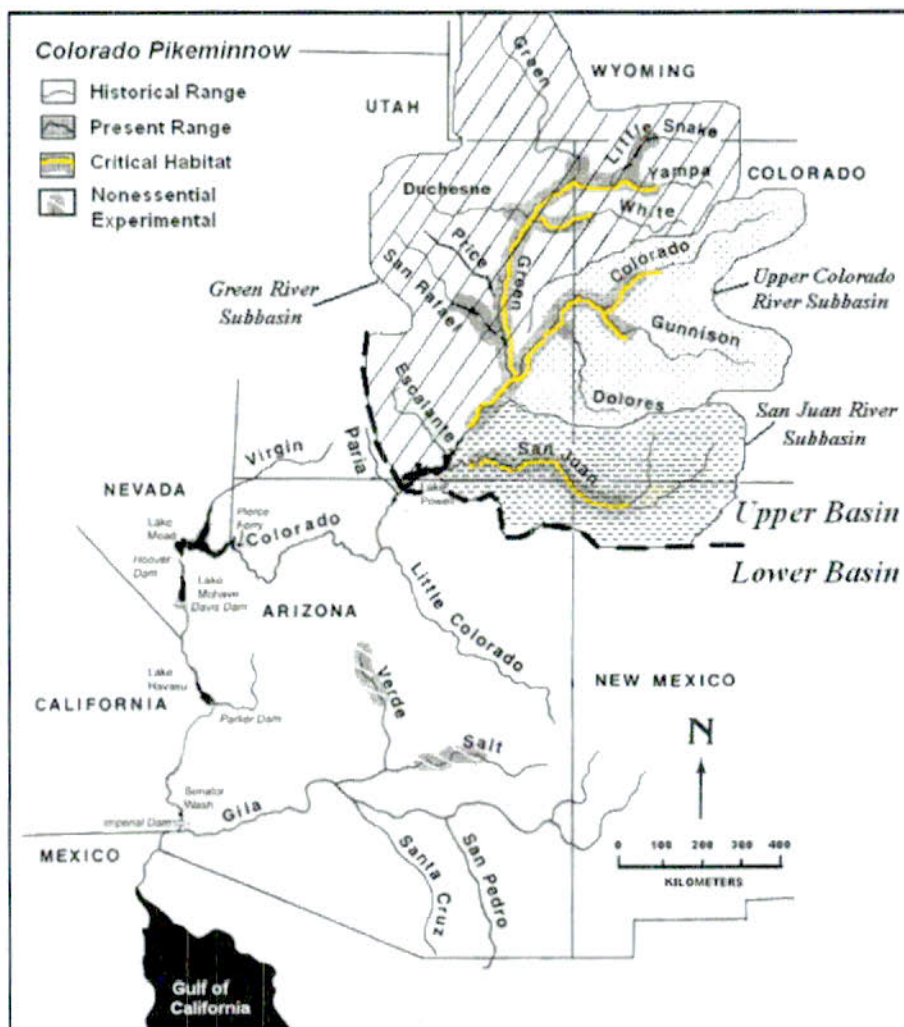 Colorado Pikeminnow
Historical Range
Present Range
Critical Habitat
Nonessential
Experimental
WYOMING
UTAH
COLORADO
Green
Little Snake
Yampa
Duchesne
White
Price
Green
San Rafael
Colorado
Green River
Subbasin
Upper Colorado
River Subbasin
Gunnison
Escalante
Dolores
San Juan River
Subbasin
Paria
San Juan
Virgin
NEVADA
Lake
Powell
Upper Basin
Lower Basin
Lake
Mead
Pierce
Ferry
Colorado
Hoover
Dam
Lake
Mohave
Davis Dam
ARIZONA
Little Colorado
Lake
Havasu
CALIFORNIA
Parker Dam
Verde
NEW MEXICO
Salt
N
Senator
Wash
Imperial Dam
Gila
MEXICO
Santa Cruz
San Pedro
0 100 200 300 400
KILOMETERS
Gulf of
California